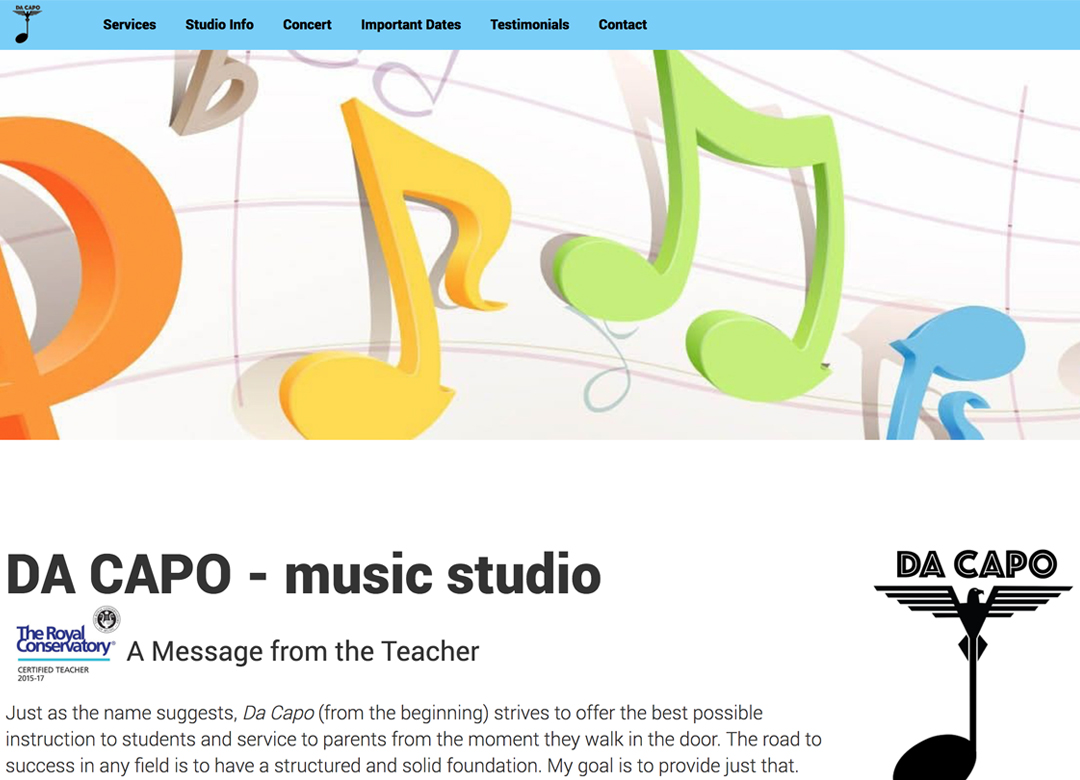 DA CAPO
Services Studio Info Concert Important Dates Testimonials Contact
DA CAPO - music studio
DA CAPO
The Royal
Conservatory®
CERTIFIED TEACHER
2015-17
A Message from the Teacher
Just as the name suggests, Da Capo (from the beginning) strives to offer the best possible
instruction to students and service to parents from the moment they walk in the door. The road to
success in any field is to have a structured and solid foundation. My goal is to provide just that.